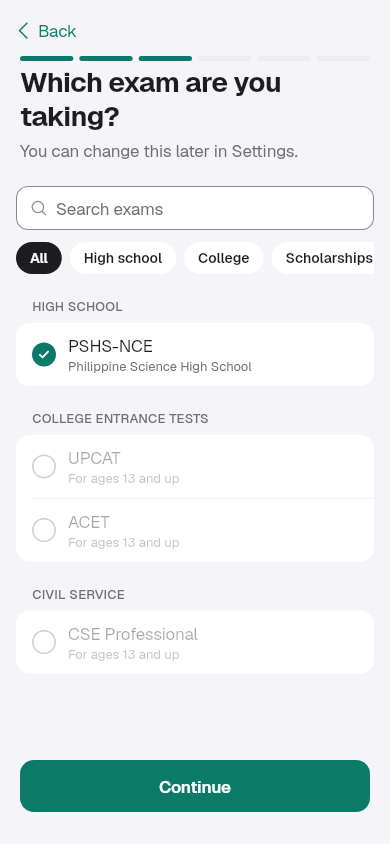 Back
Which exam are you
taking?
You can change this later in Settings.
Search exams
All
High school
College
Scholarships
HIGH SCHOOL
PSHS-NCE
Philippine Science High School
COLLEGE ENTRANCE TESTS
UPCAT
For ages 13 and up
ACET
For ages 13 and up
CIVIL SERVICE
CSE Professional
For ages 13 and up
Continue